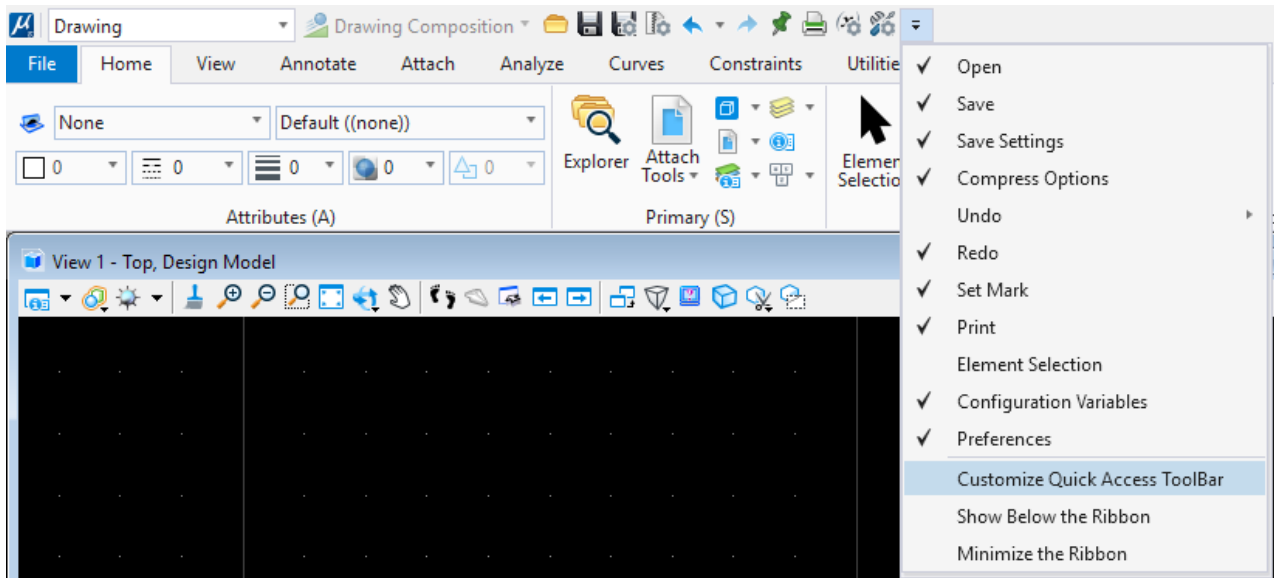 Drawing
Drawing Composition
File Home View Annotate Attach Analyze Curves Constraints Utilitie
None
Default ((none))
0 0 0 0 0
Explorer
Attach Tools
Elemen
Selectio
Attributes (A)
Primary (S)
View 1 - Top, Design Model
Open
Save
Save Settings
Compress Options
Undo
Redo
Set Mark
Print
Element Selection
Configuration Variables
Preferences
Customize Quick Access ToolBar
Show Below the Ribbon
Minimize the Ribbon